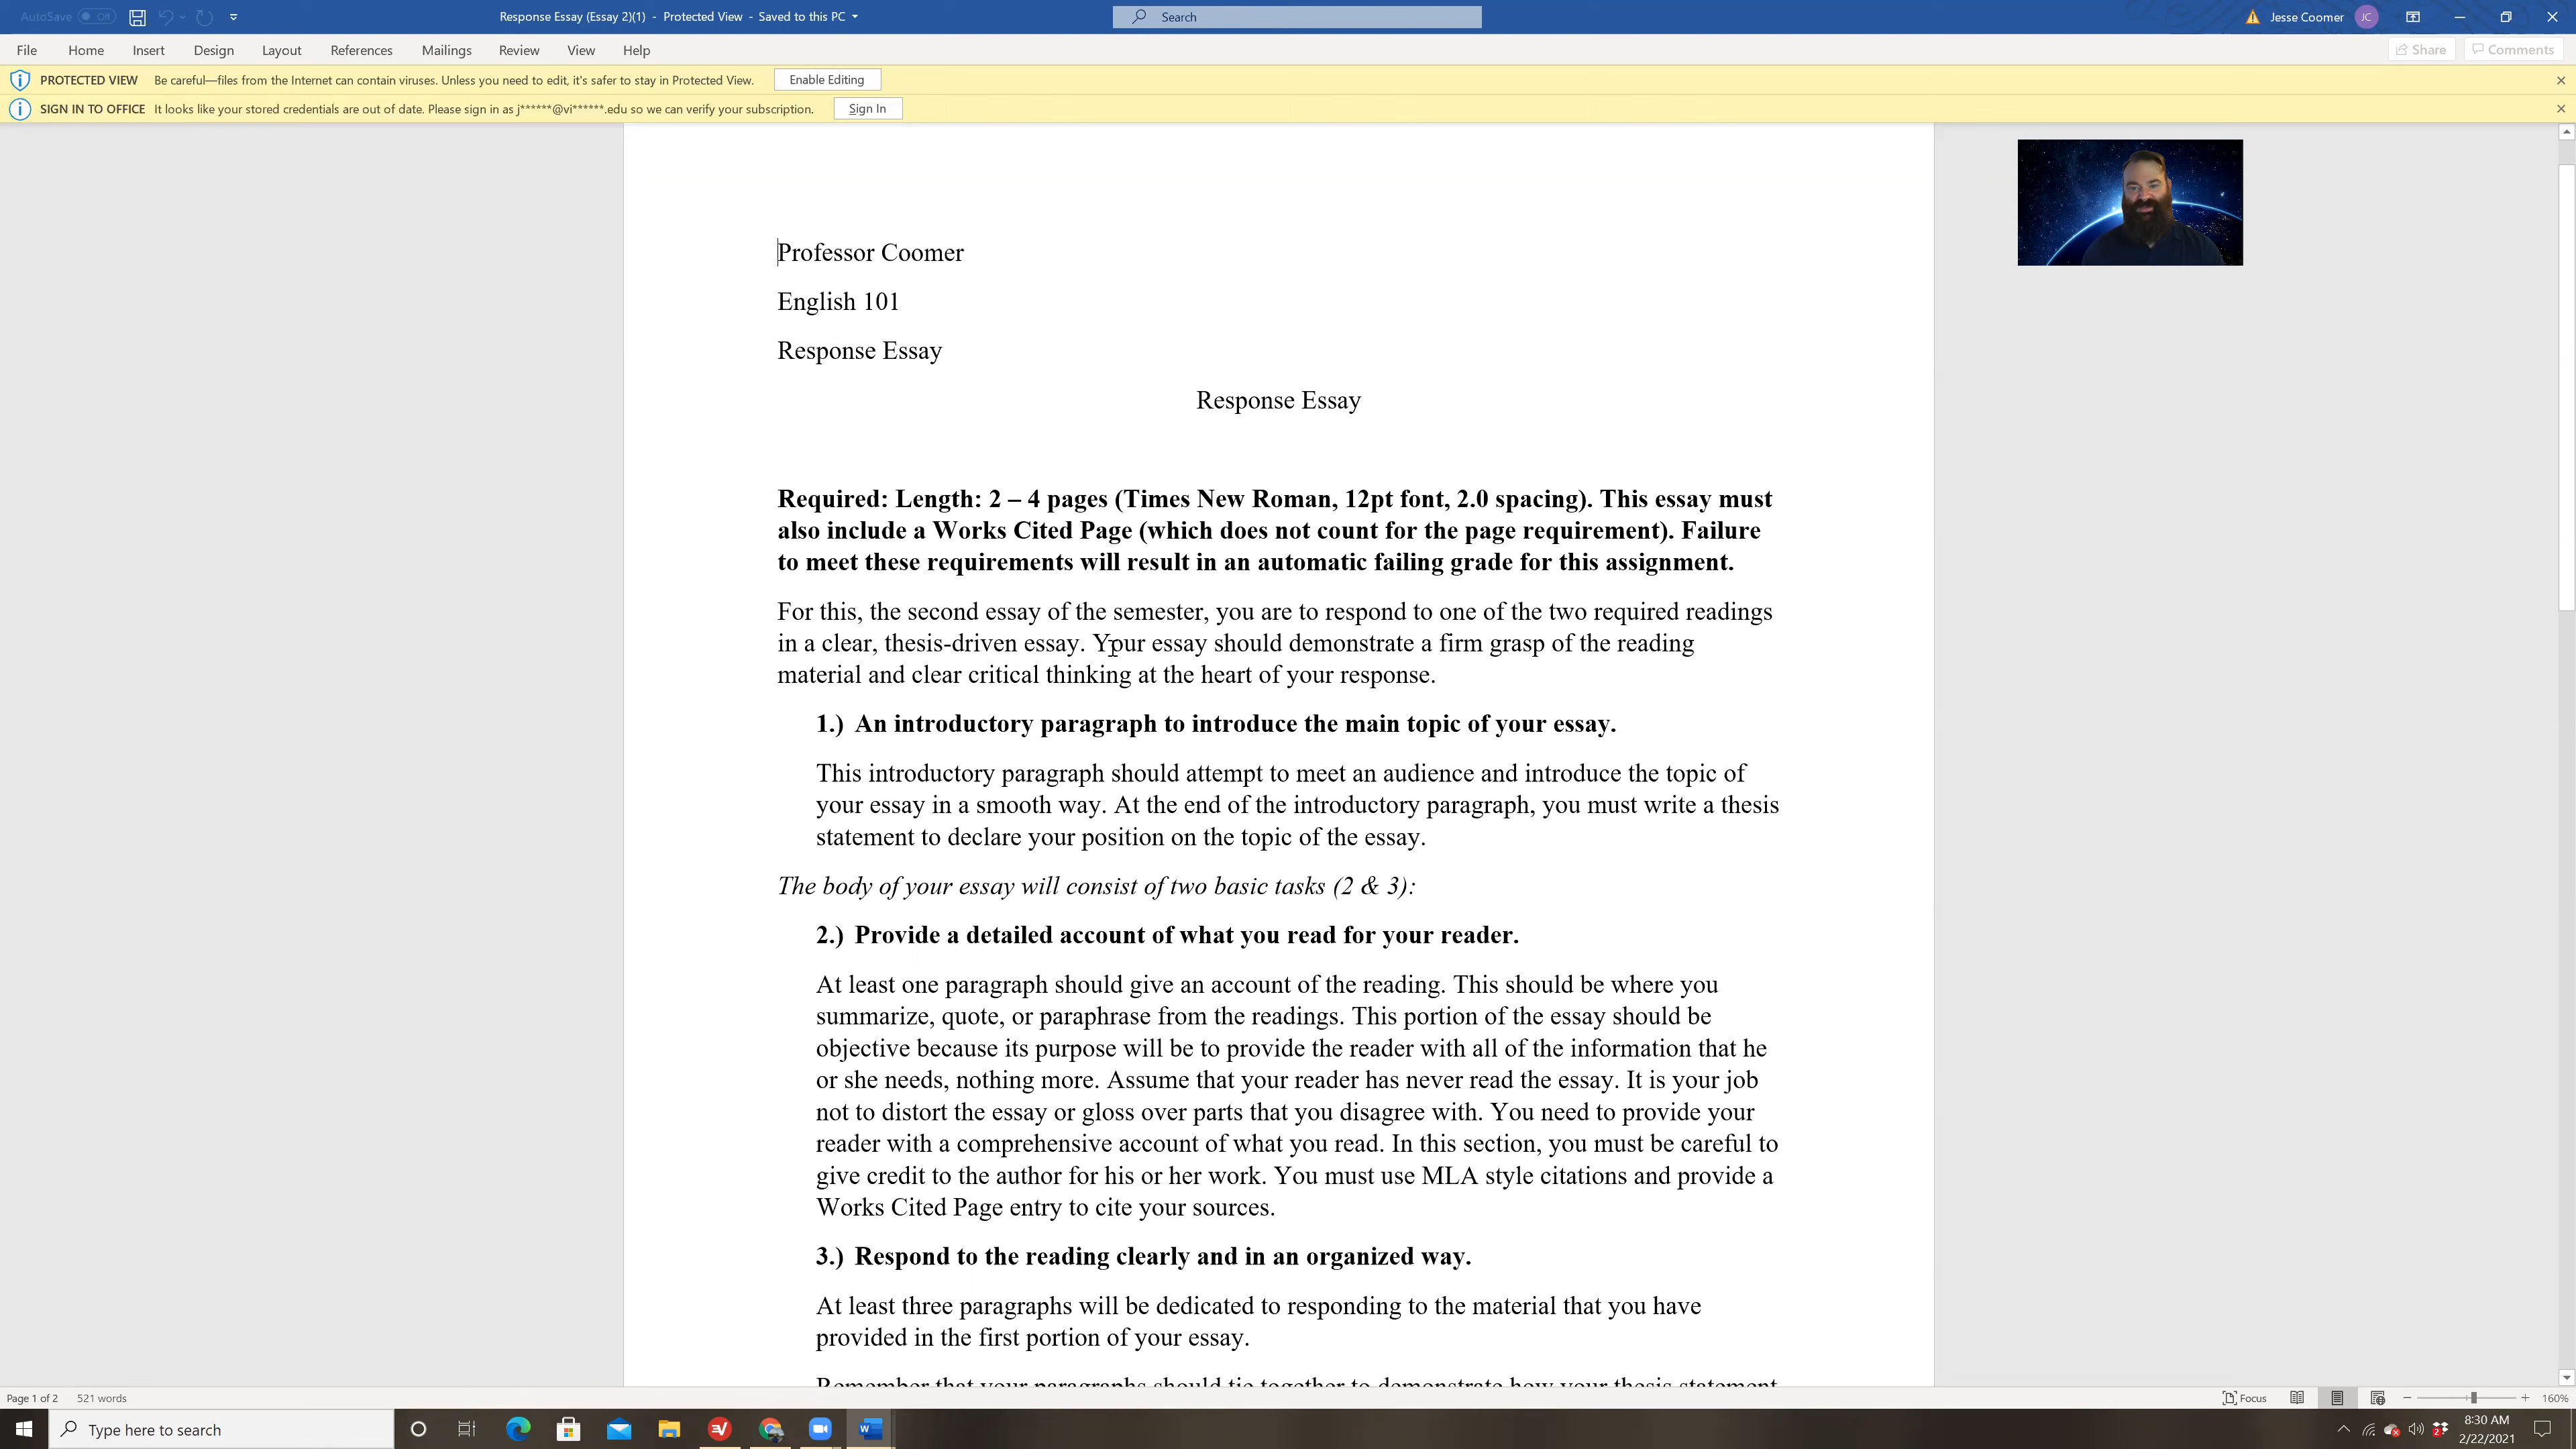 AutoSave Off
Response Essay (Essay 2)(1) - Protected View - Saved to this PC
Search
Jesse Coomer JC
File Home Insert Design Layout References Mailings Review View Help
Share Comments
PROTECTED VIEW Be careful—files from the Internet can contain viruses. Unless you need to edit, it's safer to stay in Protected View. Enable Editing
SIGN IN TO OFFICE It looks like your stored credentials are out of date. Please sign in as j******@vi******.edu so we can verify your subscription. Sign In
Professor Coomer
English 101
Response Essay
Response Essay
Required: Length: 2 – 4 pages (Times New Roman, 12pt font, 2.0 spacing). This essay must
also include a Works Cited Page (which does not count for the page requirement). Failure
to meet these requirements will result in an automatic failing grade for this assignment.
For this, the second essay of the semester, you are to respond to one of the two required readings
in a clear, thesis-driven essay. Your essay should demonstrate a firm grasp of the reading
material and clear critical thinking at the heart of your response.
1.) An introductory paragraph to introduce the main topic of your essay.
This introductory paragraph should attempt to meet an audience and introduce the topic of
your essay in a smooth way. At the end of the introductory paragraph, you must write a thesis
statement to declare your position on the topic of the essay.
The body of your essay will consist of two basic tasks (2 & 3):
2.) Provide a detailed account of what you read for your reader.
At least one paragraph should give an account of the reading. This should be where you
summarize, quote, or paraphrase from the readings. This portion of the essay should be
objective because its purpose will be to provide the reader with all of the information that he
or she needs, nothing more. Assume that your reader has never read the essay. It is your job
not to distort the essay or gloss over parts that you disagree with. You need to provide your
reader with a comprehensive account of what you read. In this section, you must be careful to
give credit to the author for his or her work. You must use MLA style citations and provide a
Works Cited Page entry to cite your sources.
3.) Respond to the reading clearly and in an organized way.
At least three paragraphs will be dedicated to responding to the material that you have
provided in the first portion of your essay.
Remember that your paragraphs should tie together to demonstrate how your thesis statement
Page 1 of 2 521 words
Focus
160%
Type here to search
8:30 AM
2/22/2021